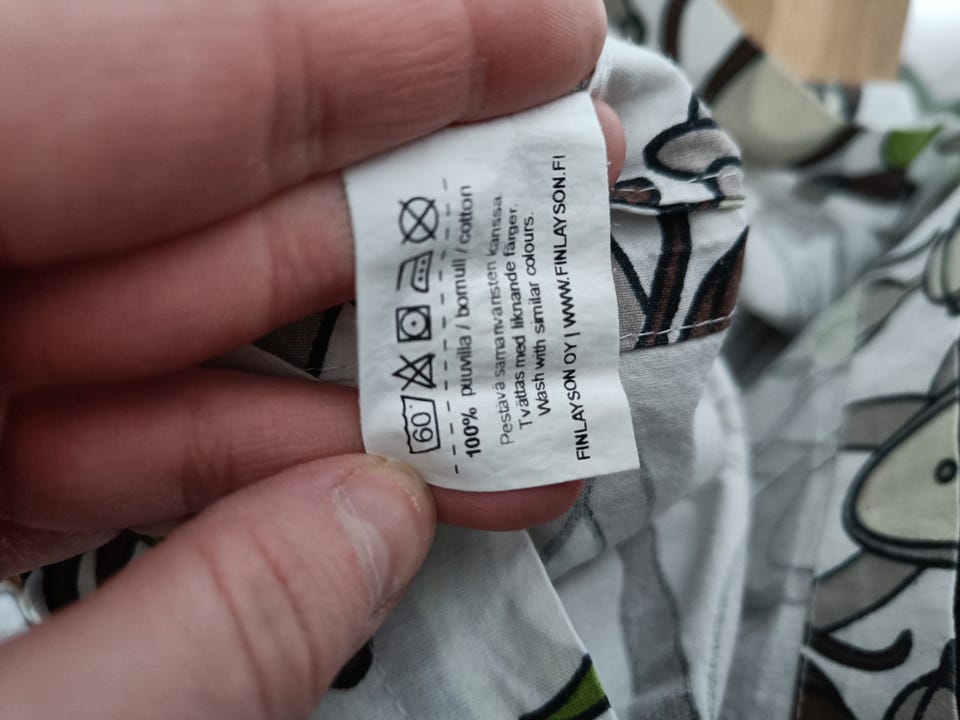 60°
100% puuvilla / bomull / cotton
Pestävä samanväristen kanssa.
Tvättas med liknande färger.
Wash with similar colours.
FINLAYSON OY | WWW.FINLAYSON.FI